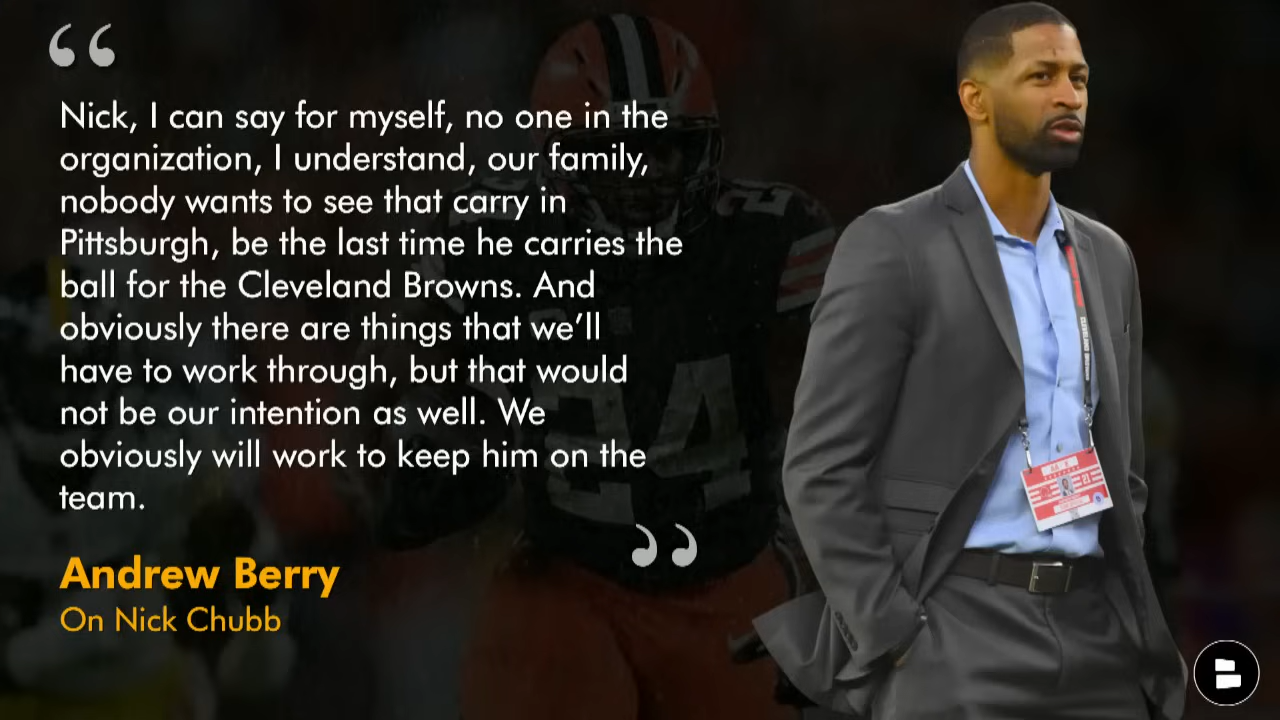 “
Nick, I can say for myself, no one in the
organization, I understand, our family,
nobody wants to see that carry in
Pittsburgh, be the last time he carries the
ball for the Cleveland Browns. And
obviously there are things that we’ll
have to work through, but that would
not be our intention as well. We
obviously will work to keep him on the
team.
”
Andrew Berry
On Nick Chubb
24
24